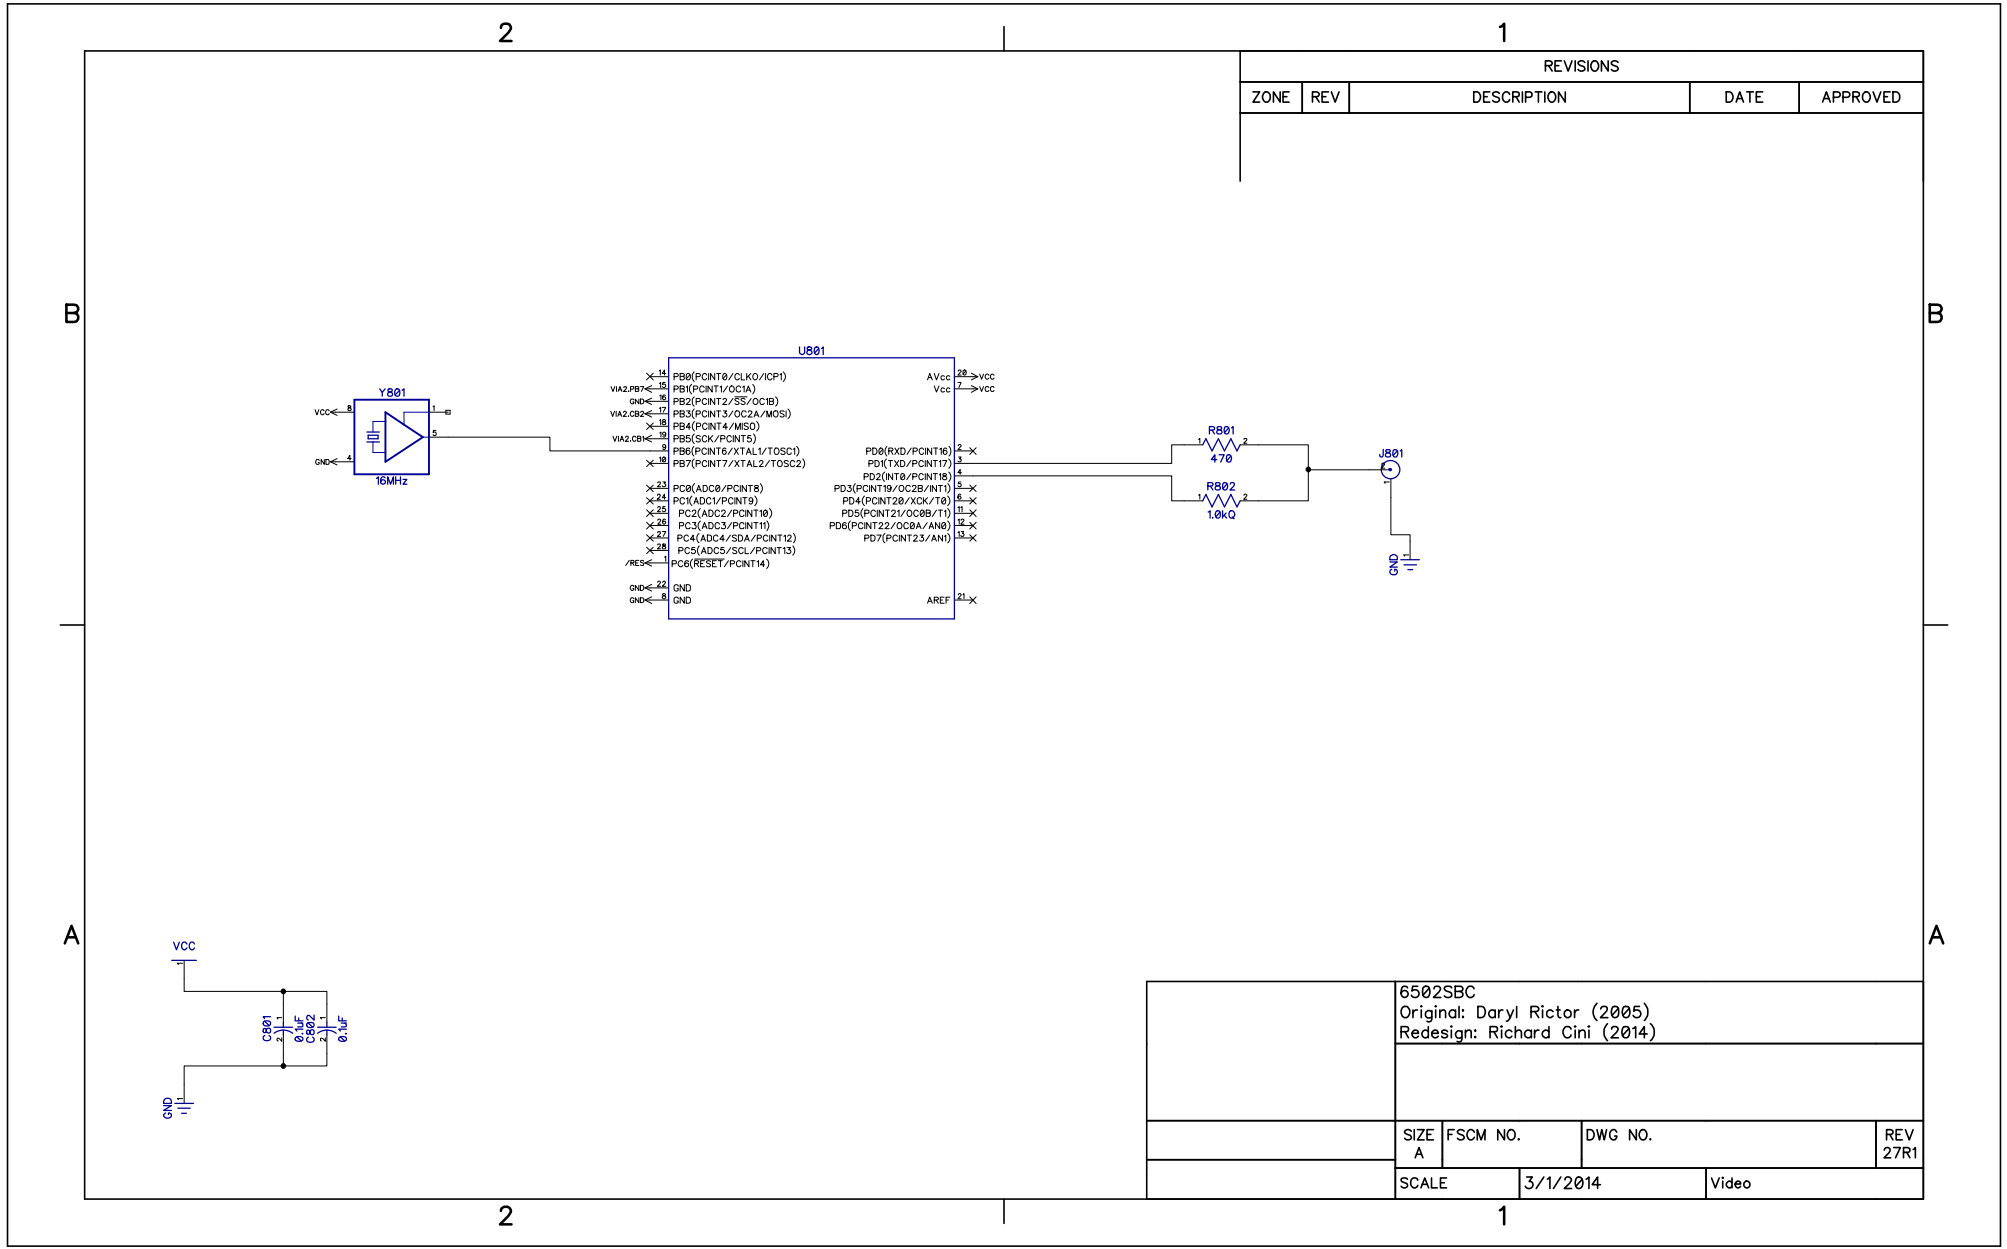 2 1
REVISIONS
ZONE REV DESCRIPTION DATE APPROVED
B B
U801
14 PB0(PCINT0/CLKO/ICP1) AVcc 20 VCC
VIA2.PB7 15 PB1(PCINT1/OC1A) Vcc 7 VCC
GND 16 PB2(PCINT2/SS/OC1B)
VIA2.CB2 17 PB3(PCINT3/OC2A/MOSI)
18 PB4(PCINT4/MISO)
VIA2.CB1 19 PB5(SCK/PCINT5)
9 PB6(PCINT6/XTAL1/TOSC1) PD0(RXD/PCINT16) 2
10 PB7(PCINT7/XTAL2/TOSC2) PD1(TXD/PCINT17) 3
PD2(INT0/PCINT18) 4
23 PC0(ADC0/PCINT8) PD3(PCINT19/OC2B/INT1) 5
24 PC1(ADC1/PCINT9) PD4(PCINT20/XCK/T0) 6
25 PC2(ADC2/PCINT10) PD5(PCINT21/OC0B/T1) 11
26 PC3(ADC3/PCINT11) PD6(PCINT22/OC0A/AN0) 12
27 PC4(ADC4/SDA/PCINT12) PD7(PCINT23/AN1) 13
28 PC5(ADC5/SCL/PCINT13)
/RES 1 PC6(RESET/PCINT14)
GND 22 GND
GND 8 GND AREF 21
Y801
VCC 8 1
5
GND 4
16MHz
R801
1 2
470
R802
1 2
1.0kΩ
J801
2
1
GND 1
A A
VCC
1
C801 1 2 0.1uF
C802 1 2 0.1uF
GND 1
6502SBC
Original: Daryl Rictor (2005)
Redesign: Richard Cini (2014)
SIZE FSCM NO. DWG NO. REV
A 27R1
SCALE 3/1/2014 Video
2 1